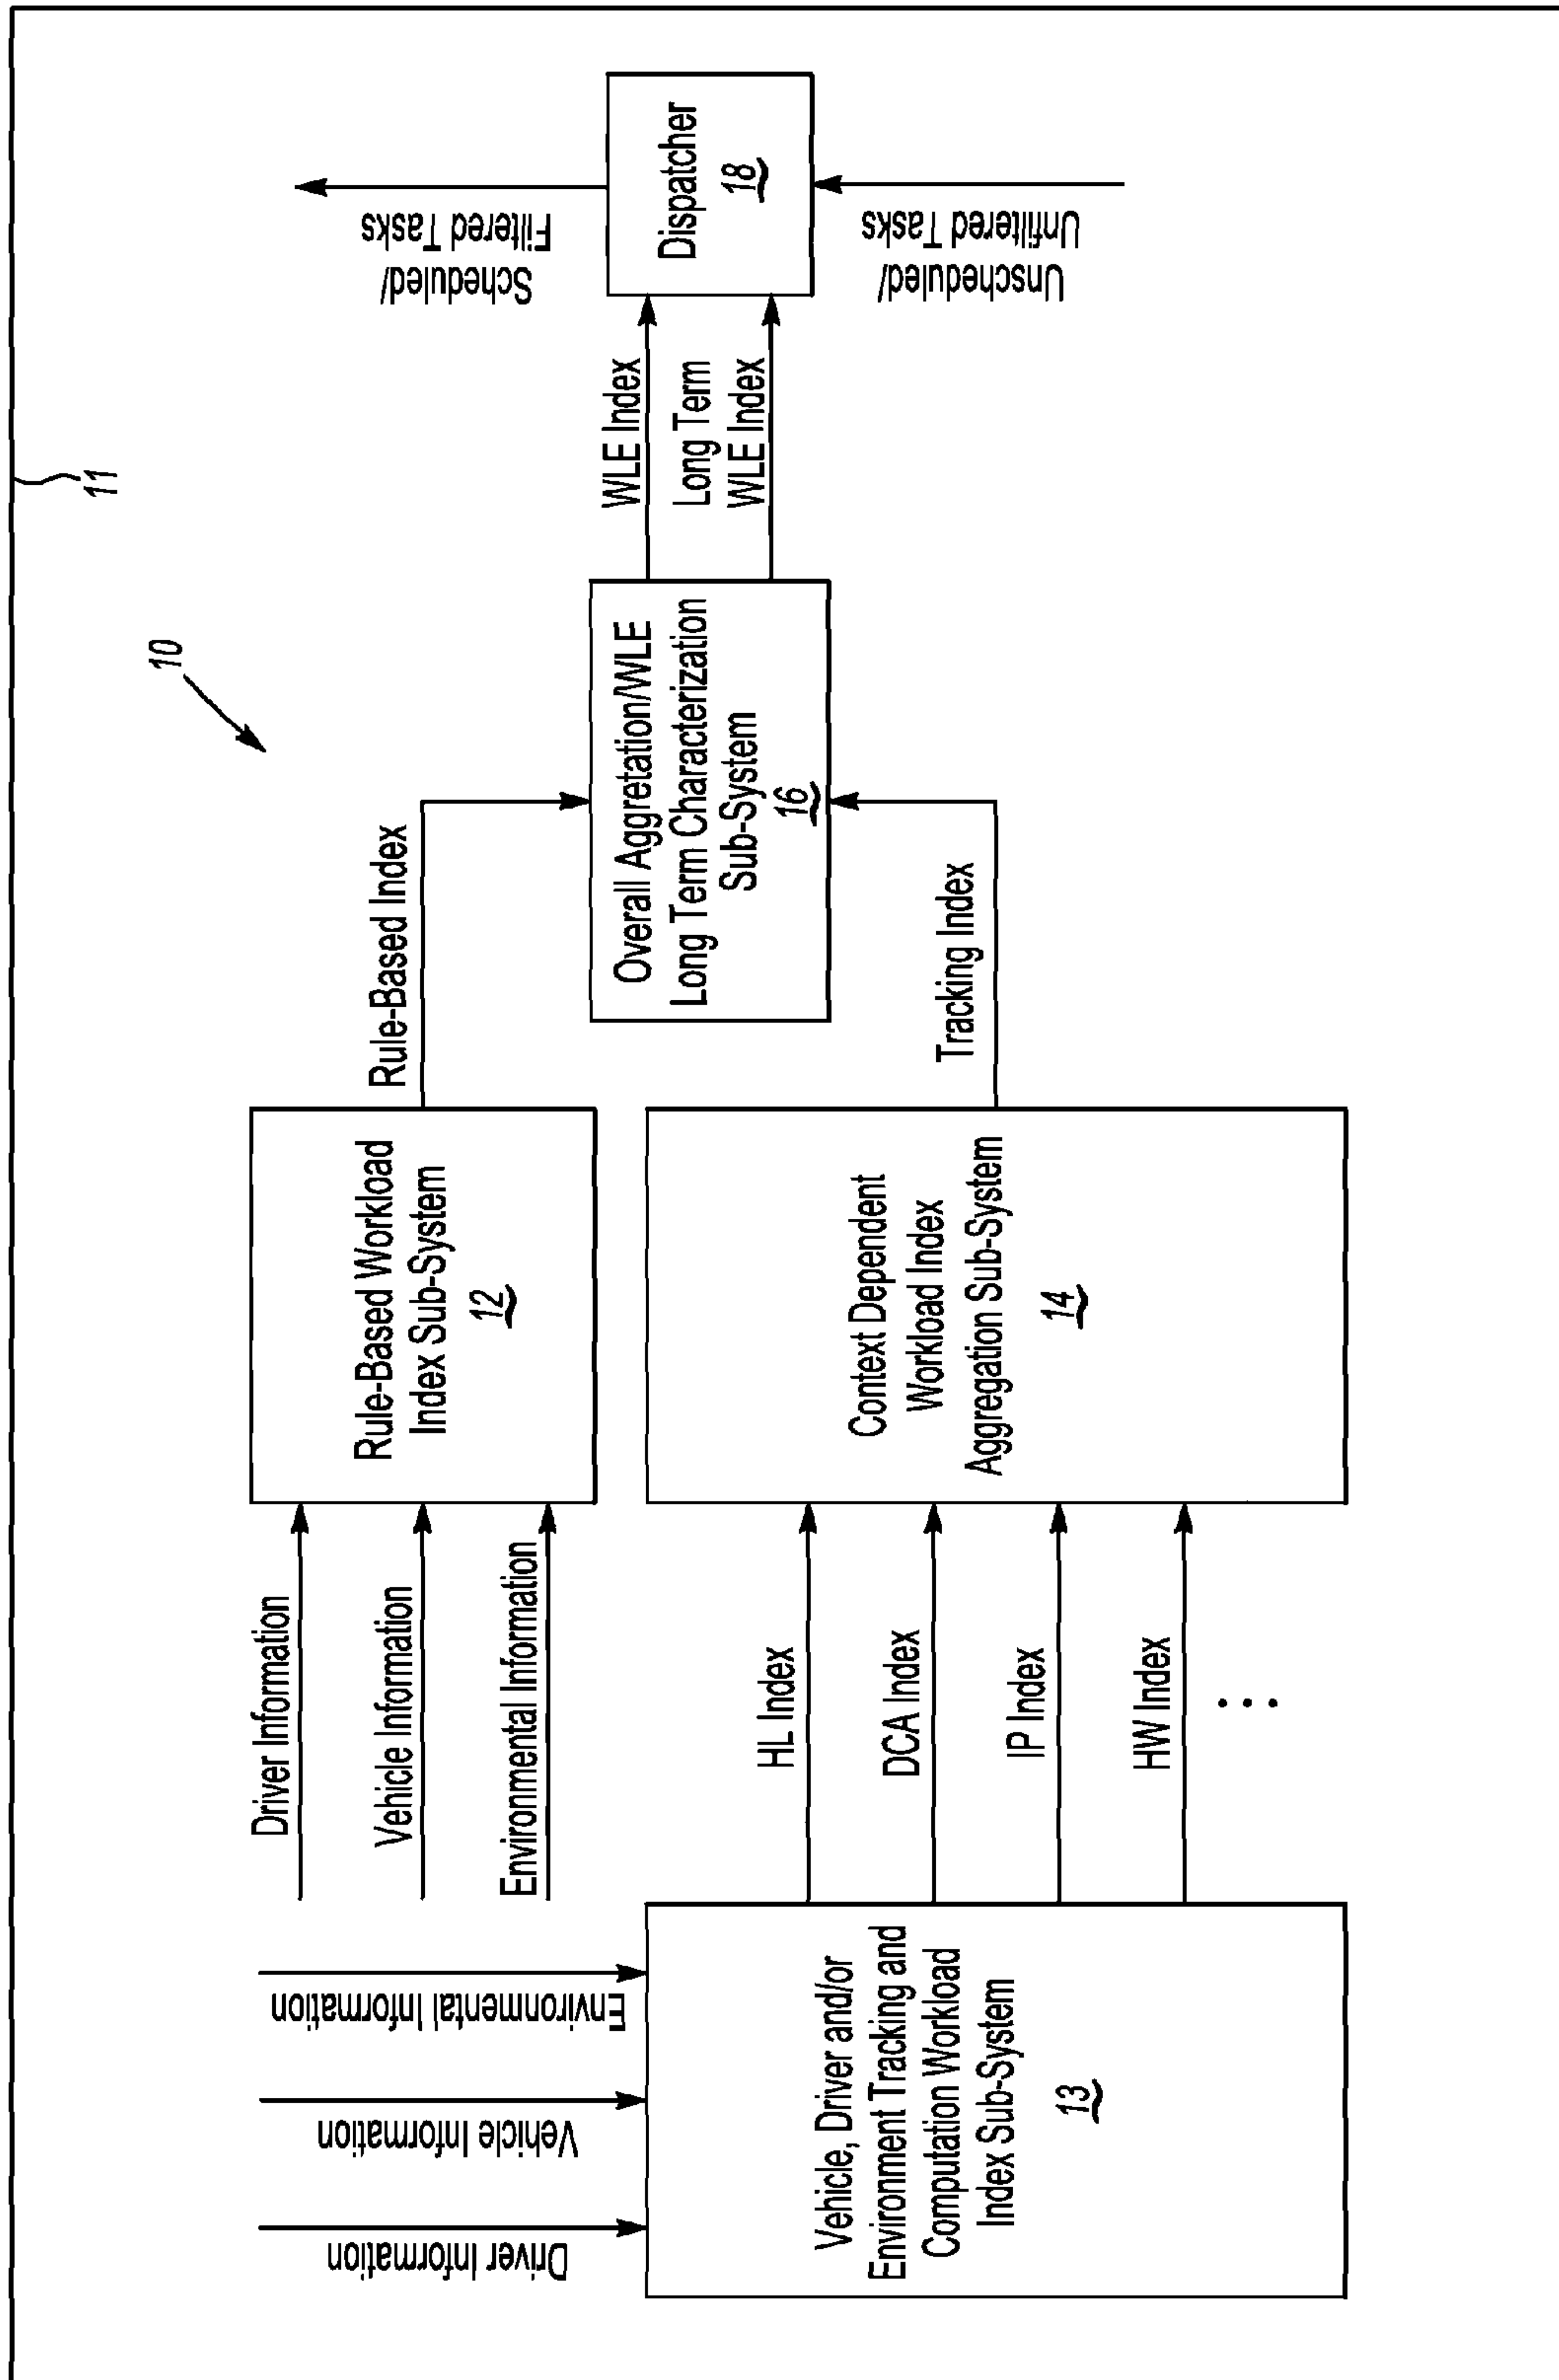 11
10
Driver Information
Vehicle Information
Environmental Information
Rule-Based Workload
Index Sub-System
12
Rule-Based Index
Driver Information
Vehicle Information
Environmental Information
Vehicle, Driver and/or
Environment Tracking and
Computation Workload
Index Sub-System
13
HL Index
DCA Index
IP Index
HW Index
...
Context Dependent
Workload Index
Aggregation Sub-System
14
Tracking Index
Overall Aggretation/WLE
Long Term Characterization
Sub-System
16
WLE Index
Long Term
WLE Index
Scheduled/
Filtered Tasks
Dispatcher
18
Unscheduled/
Unfiltered Tasks